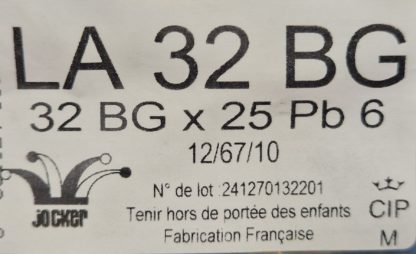 LA 32 BG
32 BG x 25 Pb 6
12/67/10
N° de lot :241270132201
Tenir hors de portée des enfants
Fabrication Française
JOCKER
CIP
M